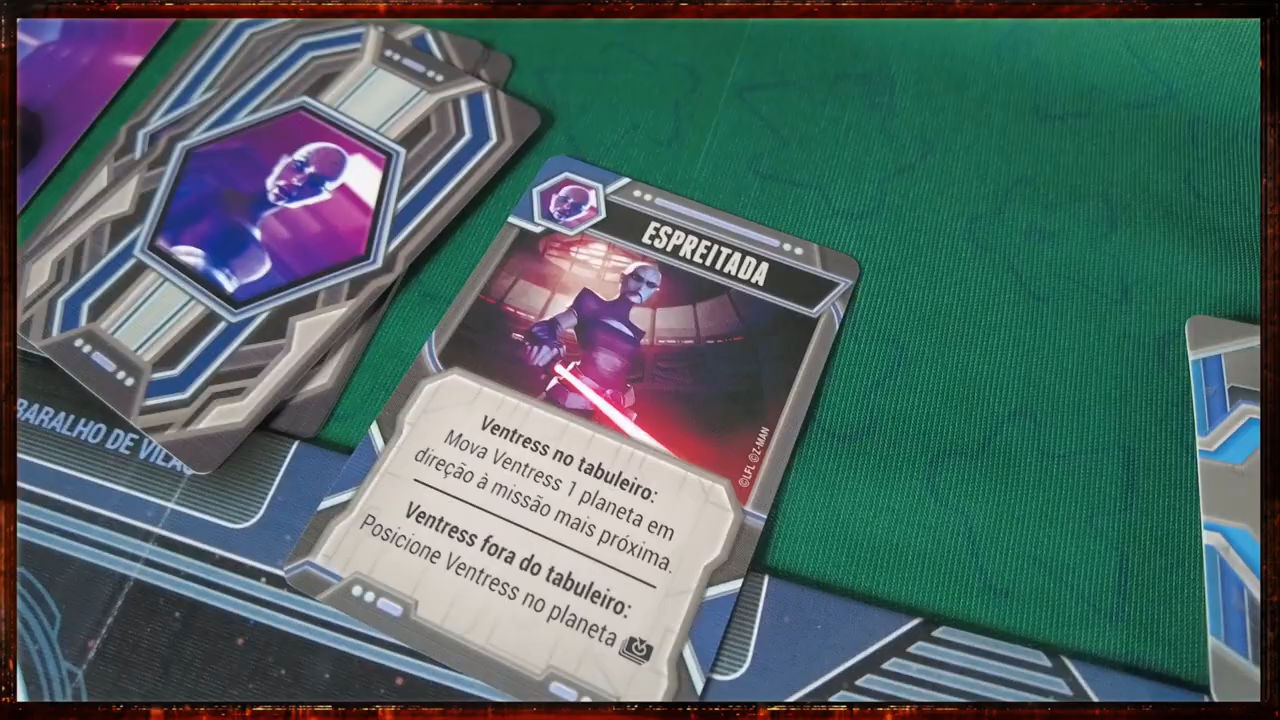 ESPREITADA
©LFL ©Z-MAN
Ventress no tabuleiro:
Mova Ventress 1 planeta em
direção à missão mais próxima.
Ventress fora do tabuleiro:
Posicione Ventress no planeta
BARALHO DE